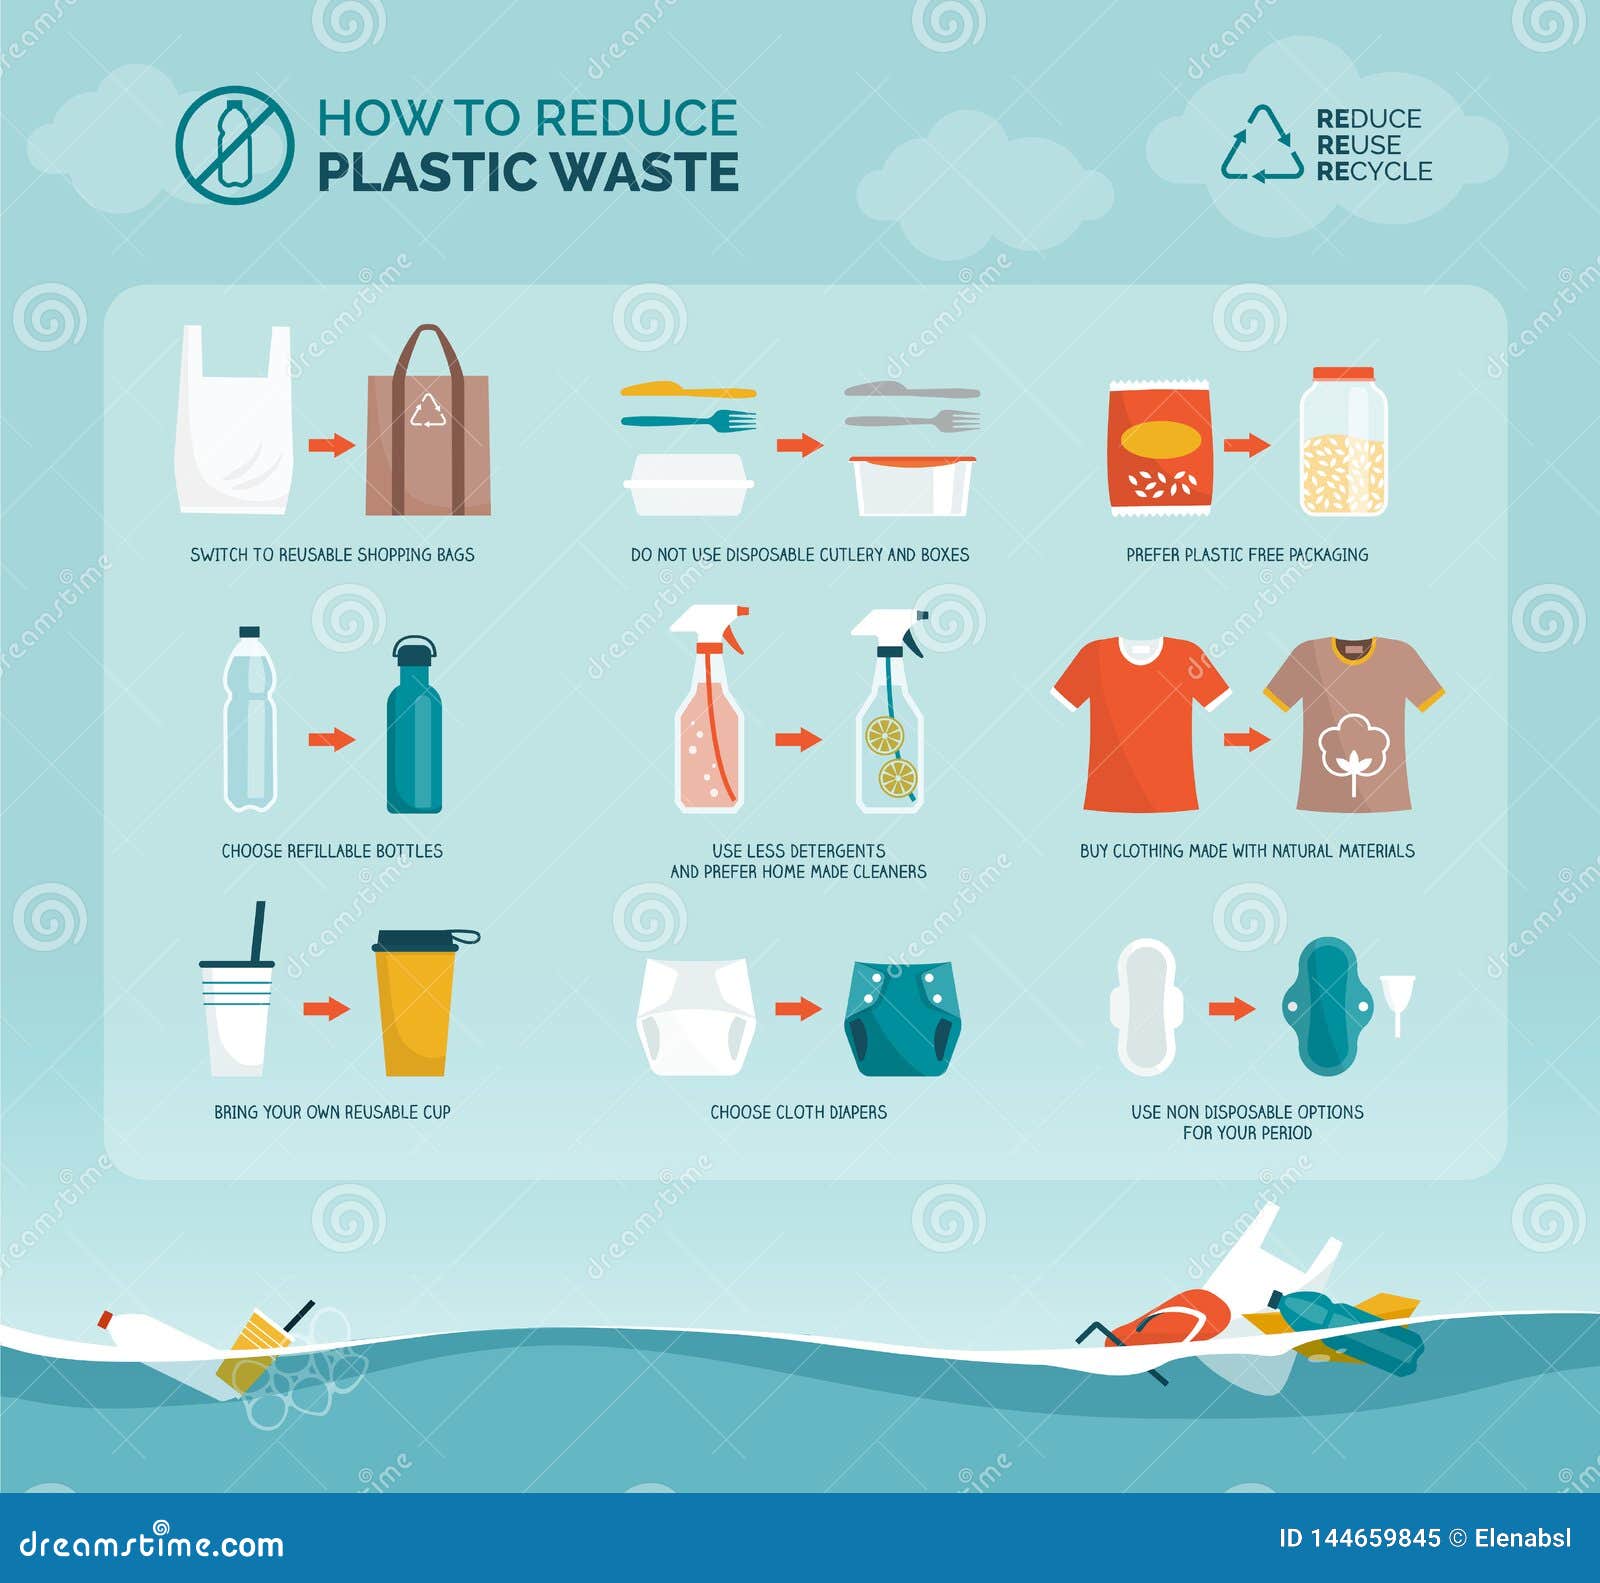 HOW TO REDUCE
PLASTIC WASTE
REDUCE
REUSE
RECYCLE
SWITCH TO REUSABLE SHOPPING BAGS
DO NOT USE DISPOSABLE CUTLERY AND BOXES
PREFER PLASTIC FREE PACKAGING
CHOOSE REFILLABLE BOTTLES
USE LESS DETERGENTS
AND PREFER HOME MADE CLEANERS
BUY CLOTHING MADE WITH NATURAL MATERIALS
BRING YOUR OWN REUSABLE CUP
CHOOSE CLOTH DIAPERS
USE NON DISPOSABLE OPTIONS
FOR YOUR PERIOD
dreamstime.com
ID 144659845 © Elenabsl